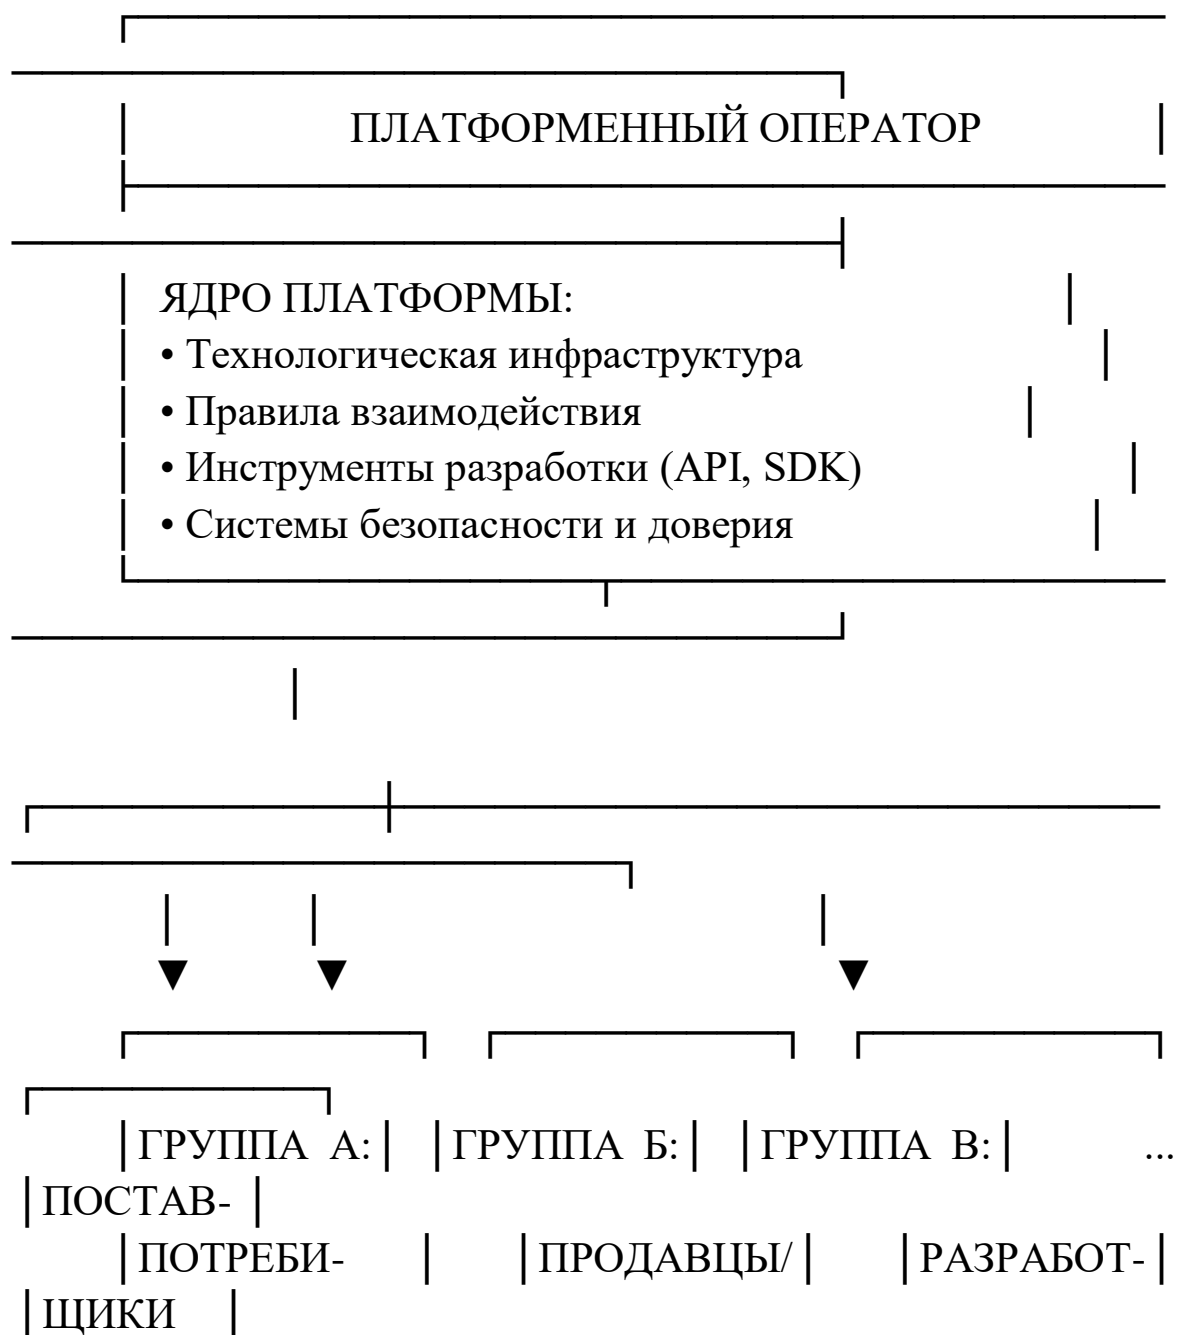 ПЛАТФОРМЕННЫЙ ОПЕРАТОР
ЯДРО ПЛАТФОРМЫ:
• Технологическая инфраструктура
• Правила взаимодействия
• Инструменты разработки (API, SDK)
• Системы безопасности и доверия
ГРУППА А: ГРУППА Б: ГРУППА В: ...
ПОСТАВ-
ПОТРЕБИ- ПРОДАВЦЫ/ РАЗРАБОТ-
ЩИКИ